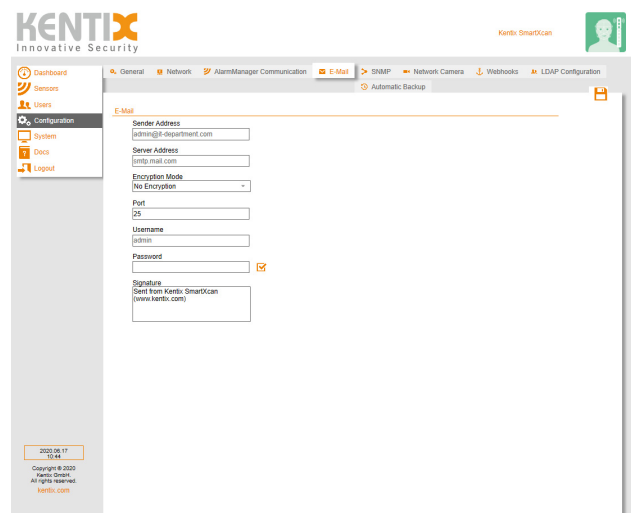 KENTIX
Innovative Security
Kentix SmartXcan
Dashboard
Sensors
Users
Configuration
System
Docs
Logout
General Network AlarmManager Communication E-Mail SNMP Network Camera Webhooks LDAP Configuration
Automatic Backup
E-Mail
Sender Address
admin@it-department.com
Server Address
smtp.mail.com
Encryption Mode
No Encryption
Port
25
Username
admin
Password
Signature
Sent from Kentix SmartXcan
(www.kentix.com)
2020.06.17
10:44
Copyright © 2020
Kentix GmbH.
All rights reserved.
kentix.com